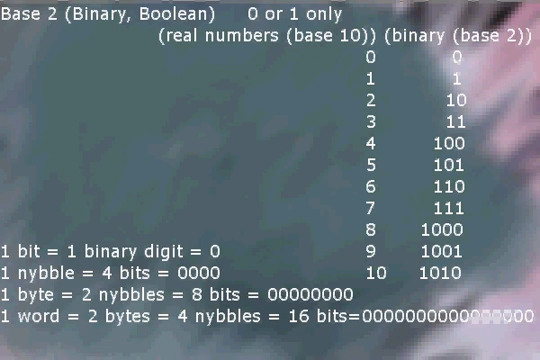 Base 2 (Binary, Boolean) 0 or 1 only
(real numbers (base 10)) (binary (base 2))
0 0
1 1
2 10
3 11
4 100
5 101
6 110
7 111
8 1000
1 bit = 1 binary digit = 0 9 1001
1 nybble = 4 bits = 0000 10 1010
1 byte = 2 nybbles = 8 bits = 00000000
1 word = 2 bytes = 4 nybbles = 16 bits=0000000000000000